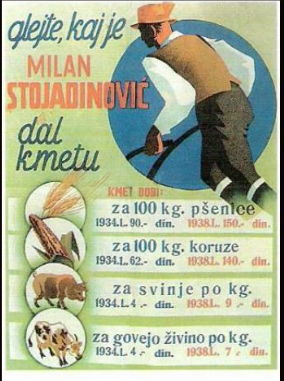 glejte, kaj je
MILAN
STOJADINOVIĆ
dal
kmetu
KMET DOBI:
za 100 kg. pšenice
1934.L. 90.- din. 1938.L. 150.- din.
za 100 kg. koruze
1934.L. 62.- din. 1938.L. 140.- din.
za svinje po kg.
1934.L. 4.- din. 1938.L. 9.- din.
za govejo živino po kg.
1934.L. 4.- din. 1938.L. 7.- din.